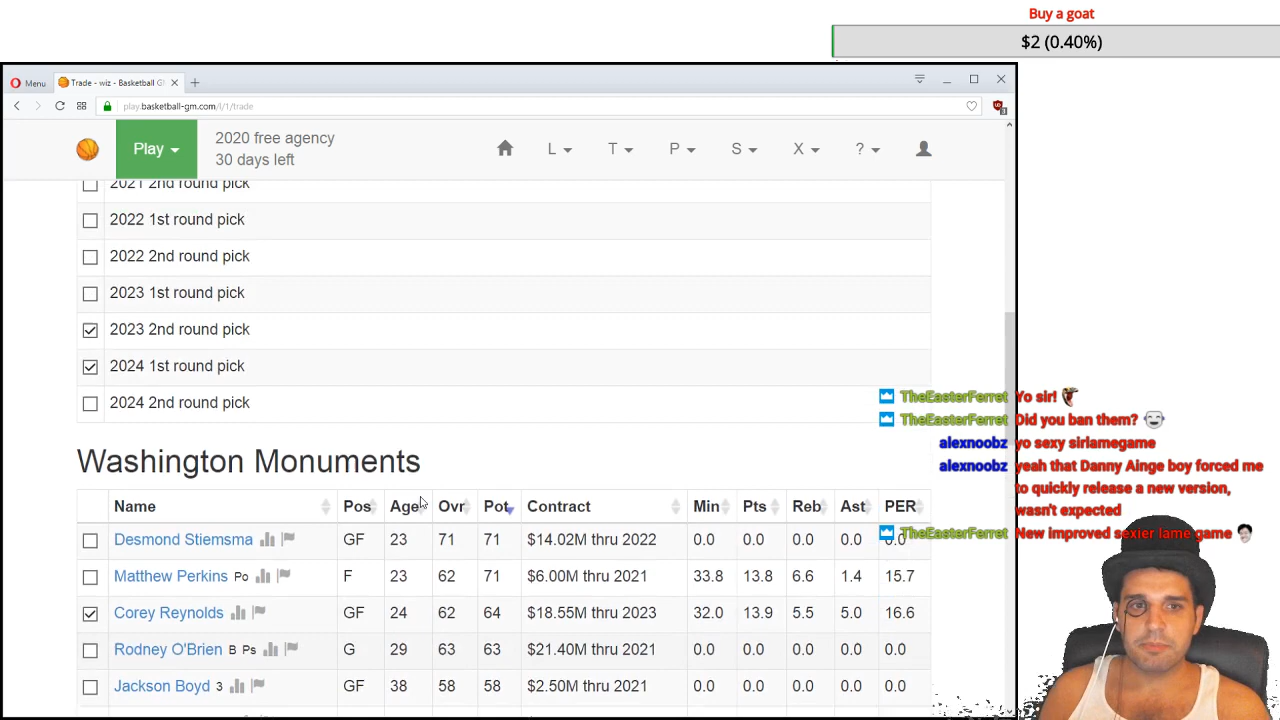 Buy a goat
$2 (0.40%)
Menu
Trade - wiz - Basketball G
play.basketball-gm.com/l/1/trade
Play
2020 free agency
30 days left
L
T
P
S
X
?
2021 2nd round pick
2022 1st round pick
2022 2nd round pick
2023 1st round pick
2023 2nd round pick
2024 1st round pick
2024 2nd round pick
TheEasterFerret Yo sir!
TheEasterFerret Did you ban them?
alexnoobz yo sexy sirlamegame
alexnoobz yeah that Danny Ainge boy forced me
to quickly release a new version,
wasn't expected
TheEasterFerret New improved sexier lame game
Washington Monuments
Name Pos Age Ovr Pot Contract Min Pts Reb Ast PER
Desmond Stiemsma GF 23 71 71 $14.02M thru 2022 0.0 0.0 0.0 0.0 0.0
Matthew Perkins Po F 23 62 71 $6.00M thru 2021 33.8 13.8 6.6 1.4 15.7
Corey Reynolds GF 24 62 64 $18.55M thru 2023 32.0 13.9 5.5 5.0 16.6
Rodney O'Brien B Ps G 29 63 63 $21.40M thru 2021 0.0 0.0 0.0 0.0 0.0
Jackson Boyd 3 GF 38 58 58 $2.50M thru 2021 0.0 0.0 0.0 0.0 0.0